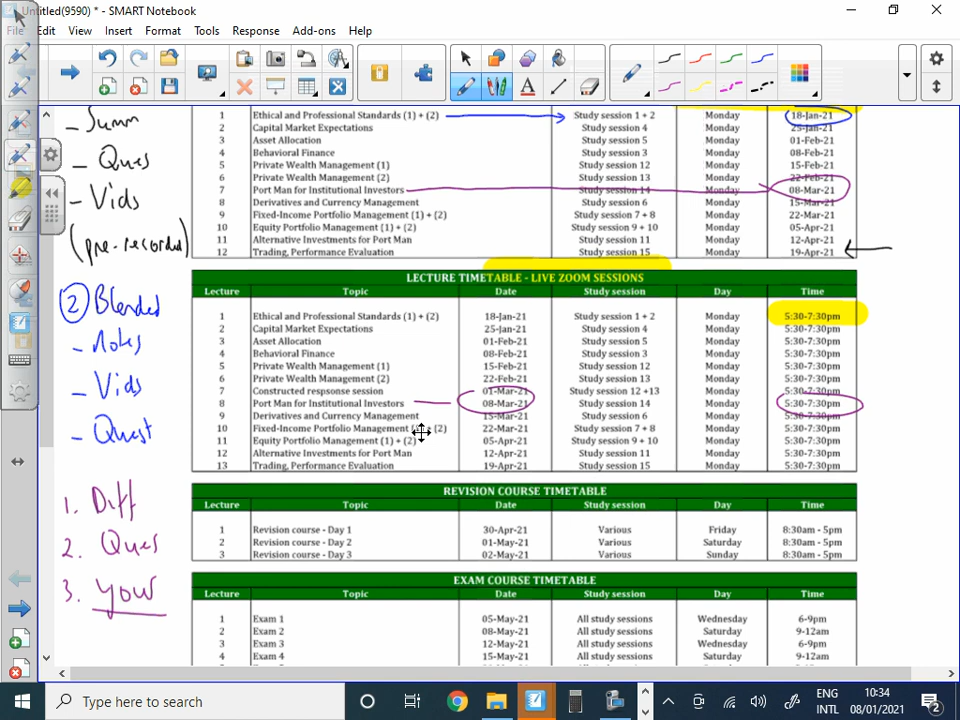 Untitled(9590) * - SMART Notebook
File Edit View Insert Format Tools Response Add-ons Help
- Summ
- Ques
- Vids
(pre-recorded)
② Blended
- Notes
- Vids
- Quest
1. Diff
2. Ques
3. Your
1 Ethical and Professional Standards (1) + (2) Study session 1 + 2 Monday 18-Jan-21
2 Capital Market Expectations Study session 4 Monday 25-Jan-21
3 Asset Allocation Study session 5 Monday 01-Feb-21
4 Behavioral Finance Study session 3 Monday 08-Feb-21
5 Private Wealth Management (1) Study session 12 Monday 15-Feb-21
6 Private Wealth Management (2) Study session 13 Monday 22-Feb-21
7 Port Man for Institutional Investors Study session 14 Monday 08-Mar-21
8 Derivatives and Currency Management Study session 6 Monday 15-Mar-21
9 Fixed-Income Portfolio Management (1) + (2) Study session 7 + 8 Monday 22-Mar-21
10 Equity Portfolio Management (1) + (2) Study session 9 + 10 Monday 05-Apr-21
11 Alternative Investments for Port Man Study session 11 Monday 12-Apr-21
12 Trading, Performance Evaluation Study session 15 Monday 19-Apr-21
LECTURE TIMETABLE - LIVE ZOOM SESSIONS
Lecture Topic Date Study session Day Time
1 Ethical and Professional Standards (1) + (2) 18-Jan-21 Study session 1 + 2 Monday 5:30-7:30pm
2 Capital Market Expectations 25-Jan-21 Study session 4 Monday 5:30-7:30pm
3 Asset Allocation 01-Feb-21 Study session 5 Monday 5:30-7:30pm
4 Behavioral Finance 08-Feb-21 Study session 3 Monday 5:30-7:30pm
5 Private Wealth Management (1) 15-Feb-21 Study session 12 Monday 5:30-7:30pm
6 Private Wealth Management (2) 22-Feb-21 Study session 13 Monday 5:30-7:30pm
7 Constructed respsonse session 01-Mar-21 Study session 12 +13 Monday 5:30-7:30pm
8 Port Man for Institutional Investors 08-Mar-21 Study session 14 Monday 5:30-7:30pm
9 Derivatives and Currency Management 15-Mar-21 Study session 6 Monday 5:30-7:30pm
10 Fixed-Income Portfolio Management (1) + (2) 22-Mar-21 Study session 7 + 8 Monday 5:30-7:30pm
11 Equity Portfolio Management (1) + (2) 05-Apr-21 Study session 9 + 10 Monday 5:30-7:30pm
12 Alternative Investments for Port Man 12-Apr-21 Study session 11 Monday 5:30-7:30pm
13 Trading, Performance Evaluation 19-Apr-21 Study session 15 Monday 5:30-7:30pm
REVISION COURSE TIMETABLE
Lecture Topic Date Study session Day Time
1 Revision course - Day 1 30-Apr-21 Various Friday 8:30am - 5pm
2 Revision course - Day 2 01-May-21 Various Saturday 8:30am - 5pm
3 Revision course - Day 3 02-May-21 Various Sunday 8:30am - 5pm
EXAM COURSE TIMETABLE
Lecture Topic Date Study session Day Time
1 Exam 1 05-May-21 All study sessions Wednesday 6-9pm
2 Exam 2 08-May-21 All study sessions Saturday 9-12am
3 Exam 3 12-May-21 All study sessions Wednesday 6-9pm
4 Exam 4 15-May-21 All study sessions Saturday 9-12am
Type here to search
ENG
INTL
10:34
08/01/2021
2